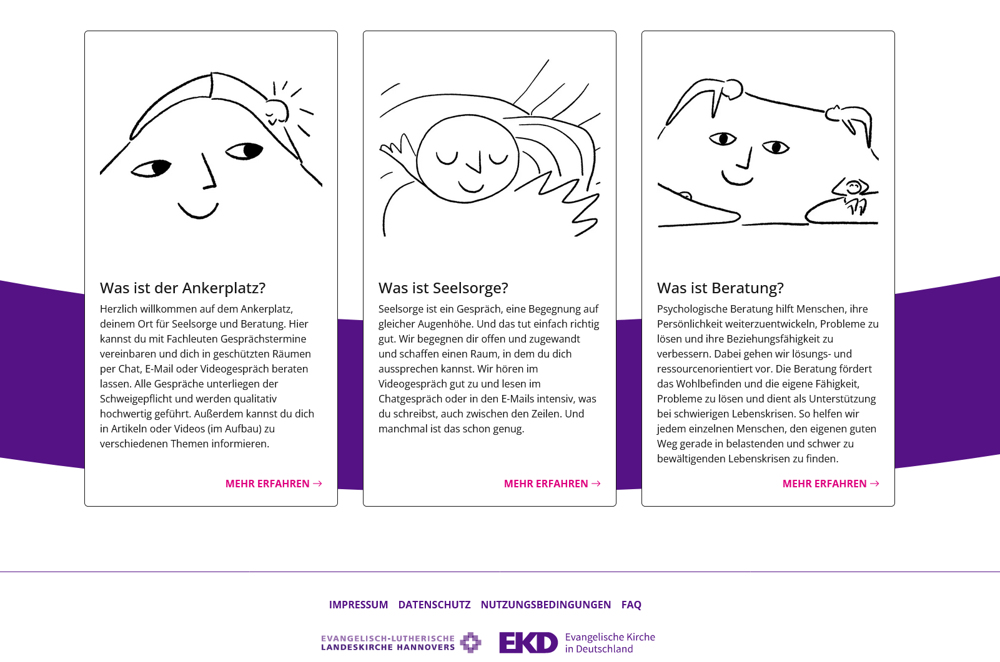 Was ist der Ankerplatz?
Herzlich willkommen auf dem Ankerplatz,
deinem Ort für Seelsorge und Beratung. Hier
kannst du mit Fachleuten Gesprächstermine
vereinbaren und dich in geschützten Räumen
per Chat, E-Mail oder Videogespräch beraten
lassen. Alle Gespräche unterliegen der
Schweigepflicht und werden qualitativ
hochwertig geführt. Außerdem kannst du dich
in Artikeln oder Videos (im Aufbau) zu
verschiedenen Themen informieren.
MEHR ERFAHREN →
Was ist Seelsorge?
Seelsorge ist ein Gespräch, eine Begegnung auf
gleicher Augenhöhe. Und das tut einfach richtig
gut. Wir begegnen dir offen und zugewandt
und schaffen einen Raum, in dem du dich
aussprechen kannst. Wir hören im
Videogespräch gut zu und lesen im
Chatgespräch oder in den E-Mails intensiv, was
du schreibst, auch zwischen den Zeilen. Und
manchmal ist das schon genug.
MEHR ERFAHREN →
Was ist Beratung?
Psychologische Beratung hilft Menschen, ihre
Persönlichkeit weiterzuentwickeln, Probleme zu
lösen und ihre Beziehungsfähigkeit zu
verbessern. Dabei gehen wir lösungs- und
ressourcenorientiert vor. Die Beratung fördert
das Wohlbefinden und die eigene Fähigkeit,
Probleme zu lösen und dient als Unterstützung
bei schwierigen Lebenskrisen. So helfen wir
jedem einzelnen Menschen, den eigenen guten
Weg gerade in belastenden und schwer zu
bewältigenden Lebenskrisen zu finden.
MEHR ERFAHREN →
IMPRESSUM DATENSCHUTZ NUTZUNGSBEDINGUNGEN FAQ
EVANGELISCH-LUTHERISCHE
LANDESKIRCHE HANNOVERS
EKD
Evangelische Kirche
in Deutschland